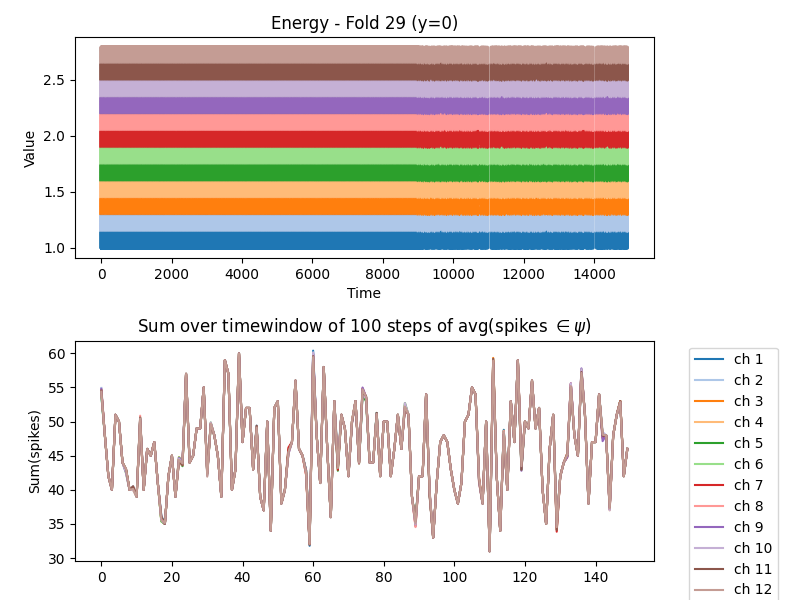 Energy - Fold 29 (y=0)
Value
2.5
2.0
1.5
1.0
0 2000 4000 6000 8000 10000 12000 14000
Time
Sum over timewindow of 100 steps of avg(spikes ∈ ψ)
Sum(spikes)
60
55
50
45
40
35
30
0 20 40 60 80 100 120 140
ch 1
ch 2
ch 3
ch 4
ch 5
ch 6
ch 7
ch 8
ch 9
ch 10
ch 11
ch 12